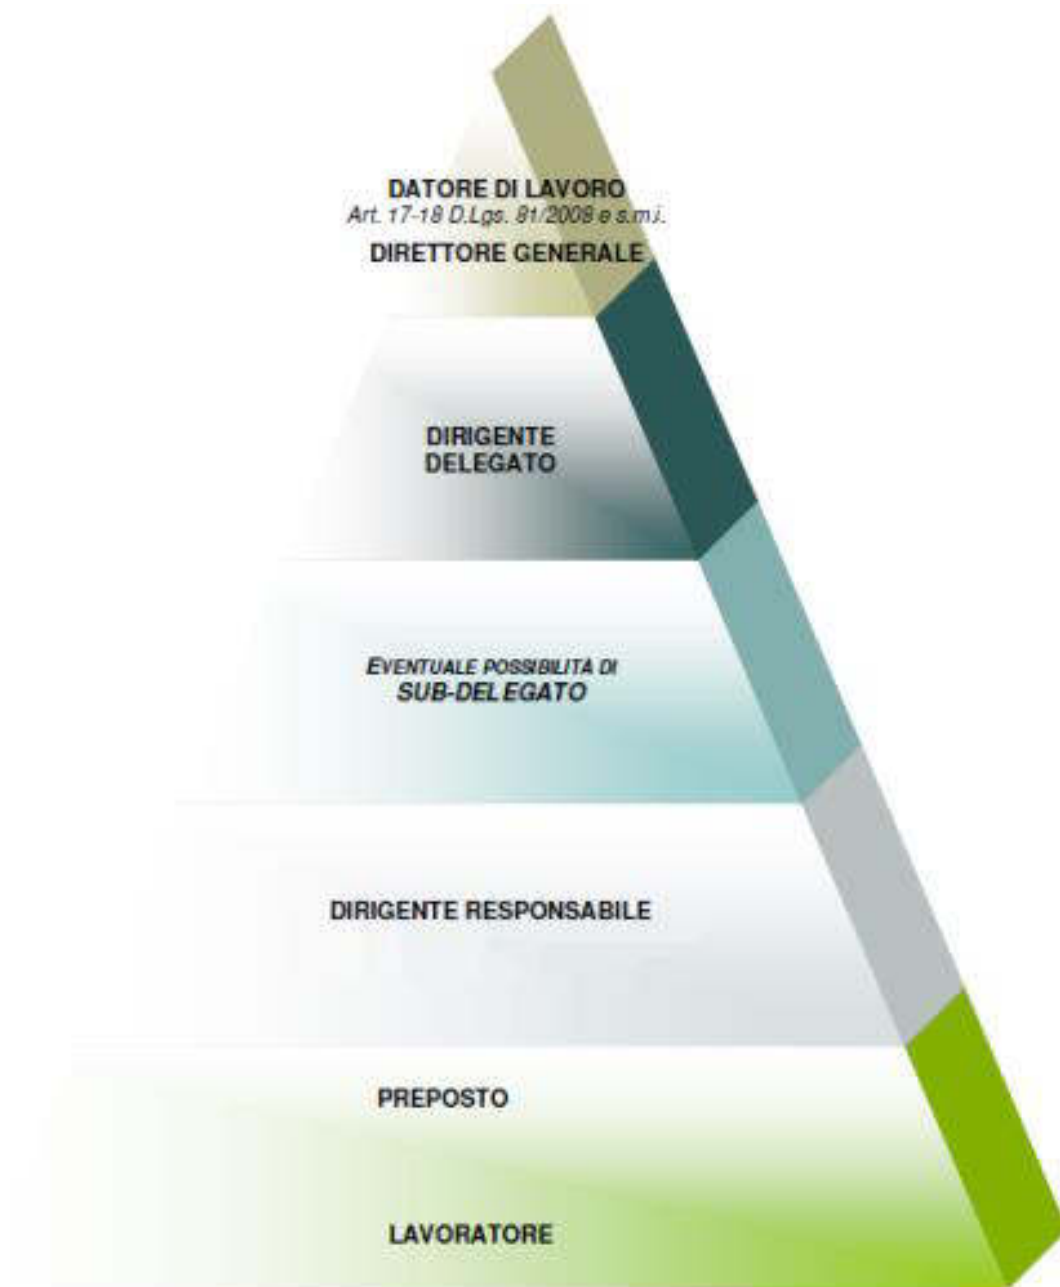 DATORE DI LAVORO
Art. 17-18 D.Lgs. 81/2008 e s.m.i.
DIRETTORE GENERALE
DIRIGENTE
DELEGATO
EVENTUALE POSSIBILITÀ DI
SUB-DELEGATO
DIRIGENTE RESPONSABILE
PREPOSTO
LAVORATORE